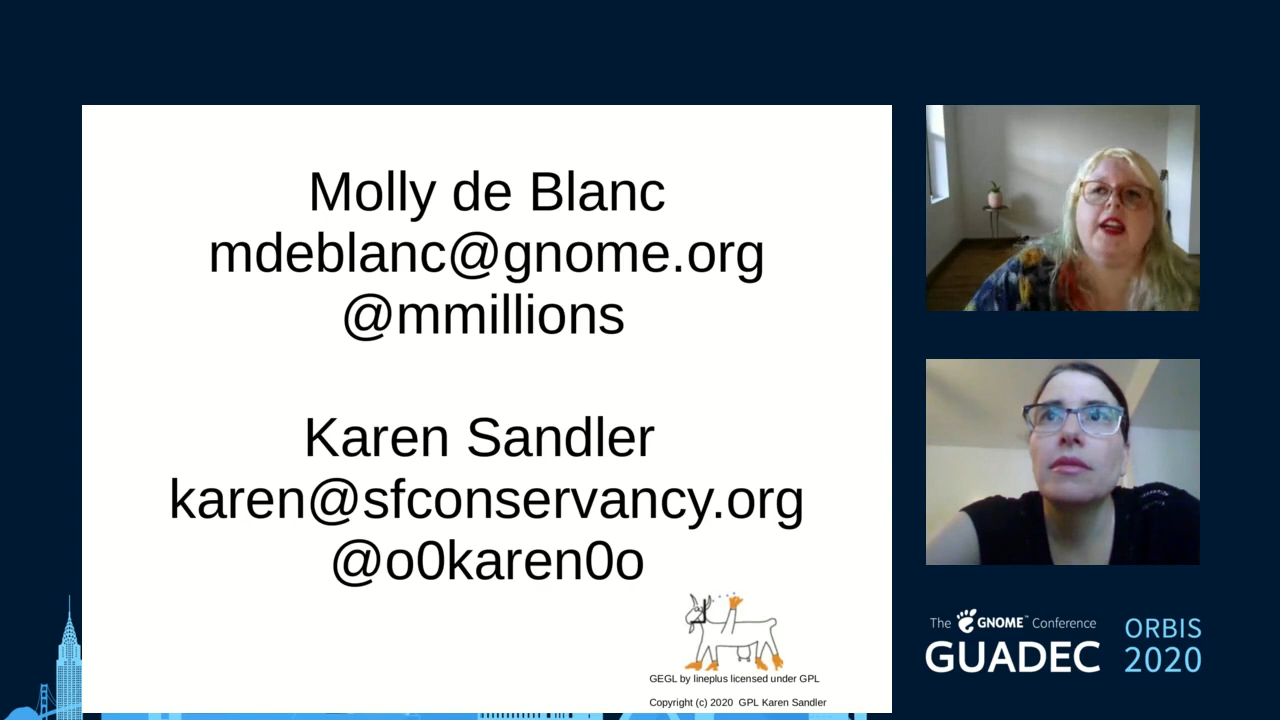 Molly de Blanc
mdeblanc@gnome.org
@mmillions
Karen Sandler
karen@sfconservancy.org
@o0karen0o
GEGL by lineplus licensed under GPL
Copyright (c) 2020 GPL Karen Sandler
The GNOME™ Conference
GUADEC
ORBIS
2020